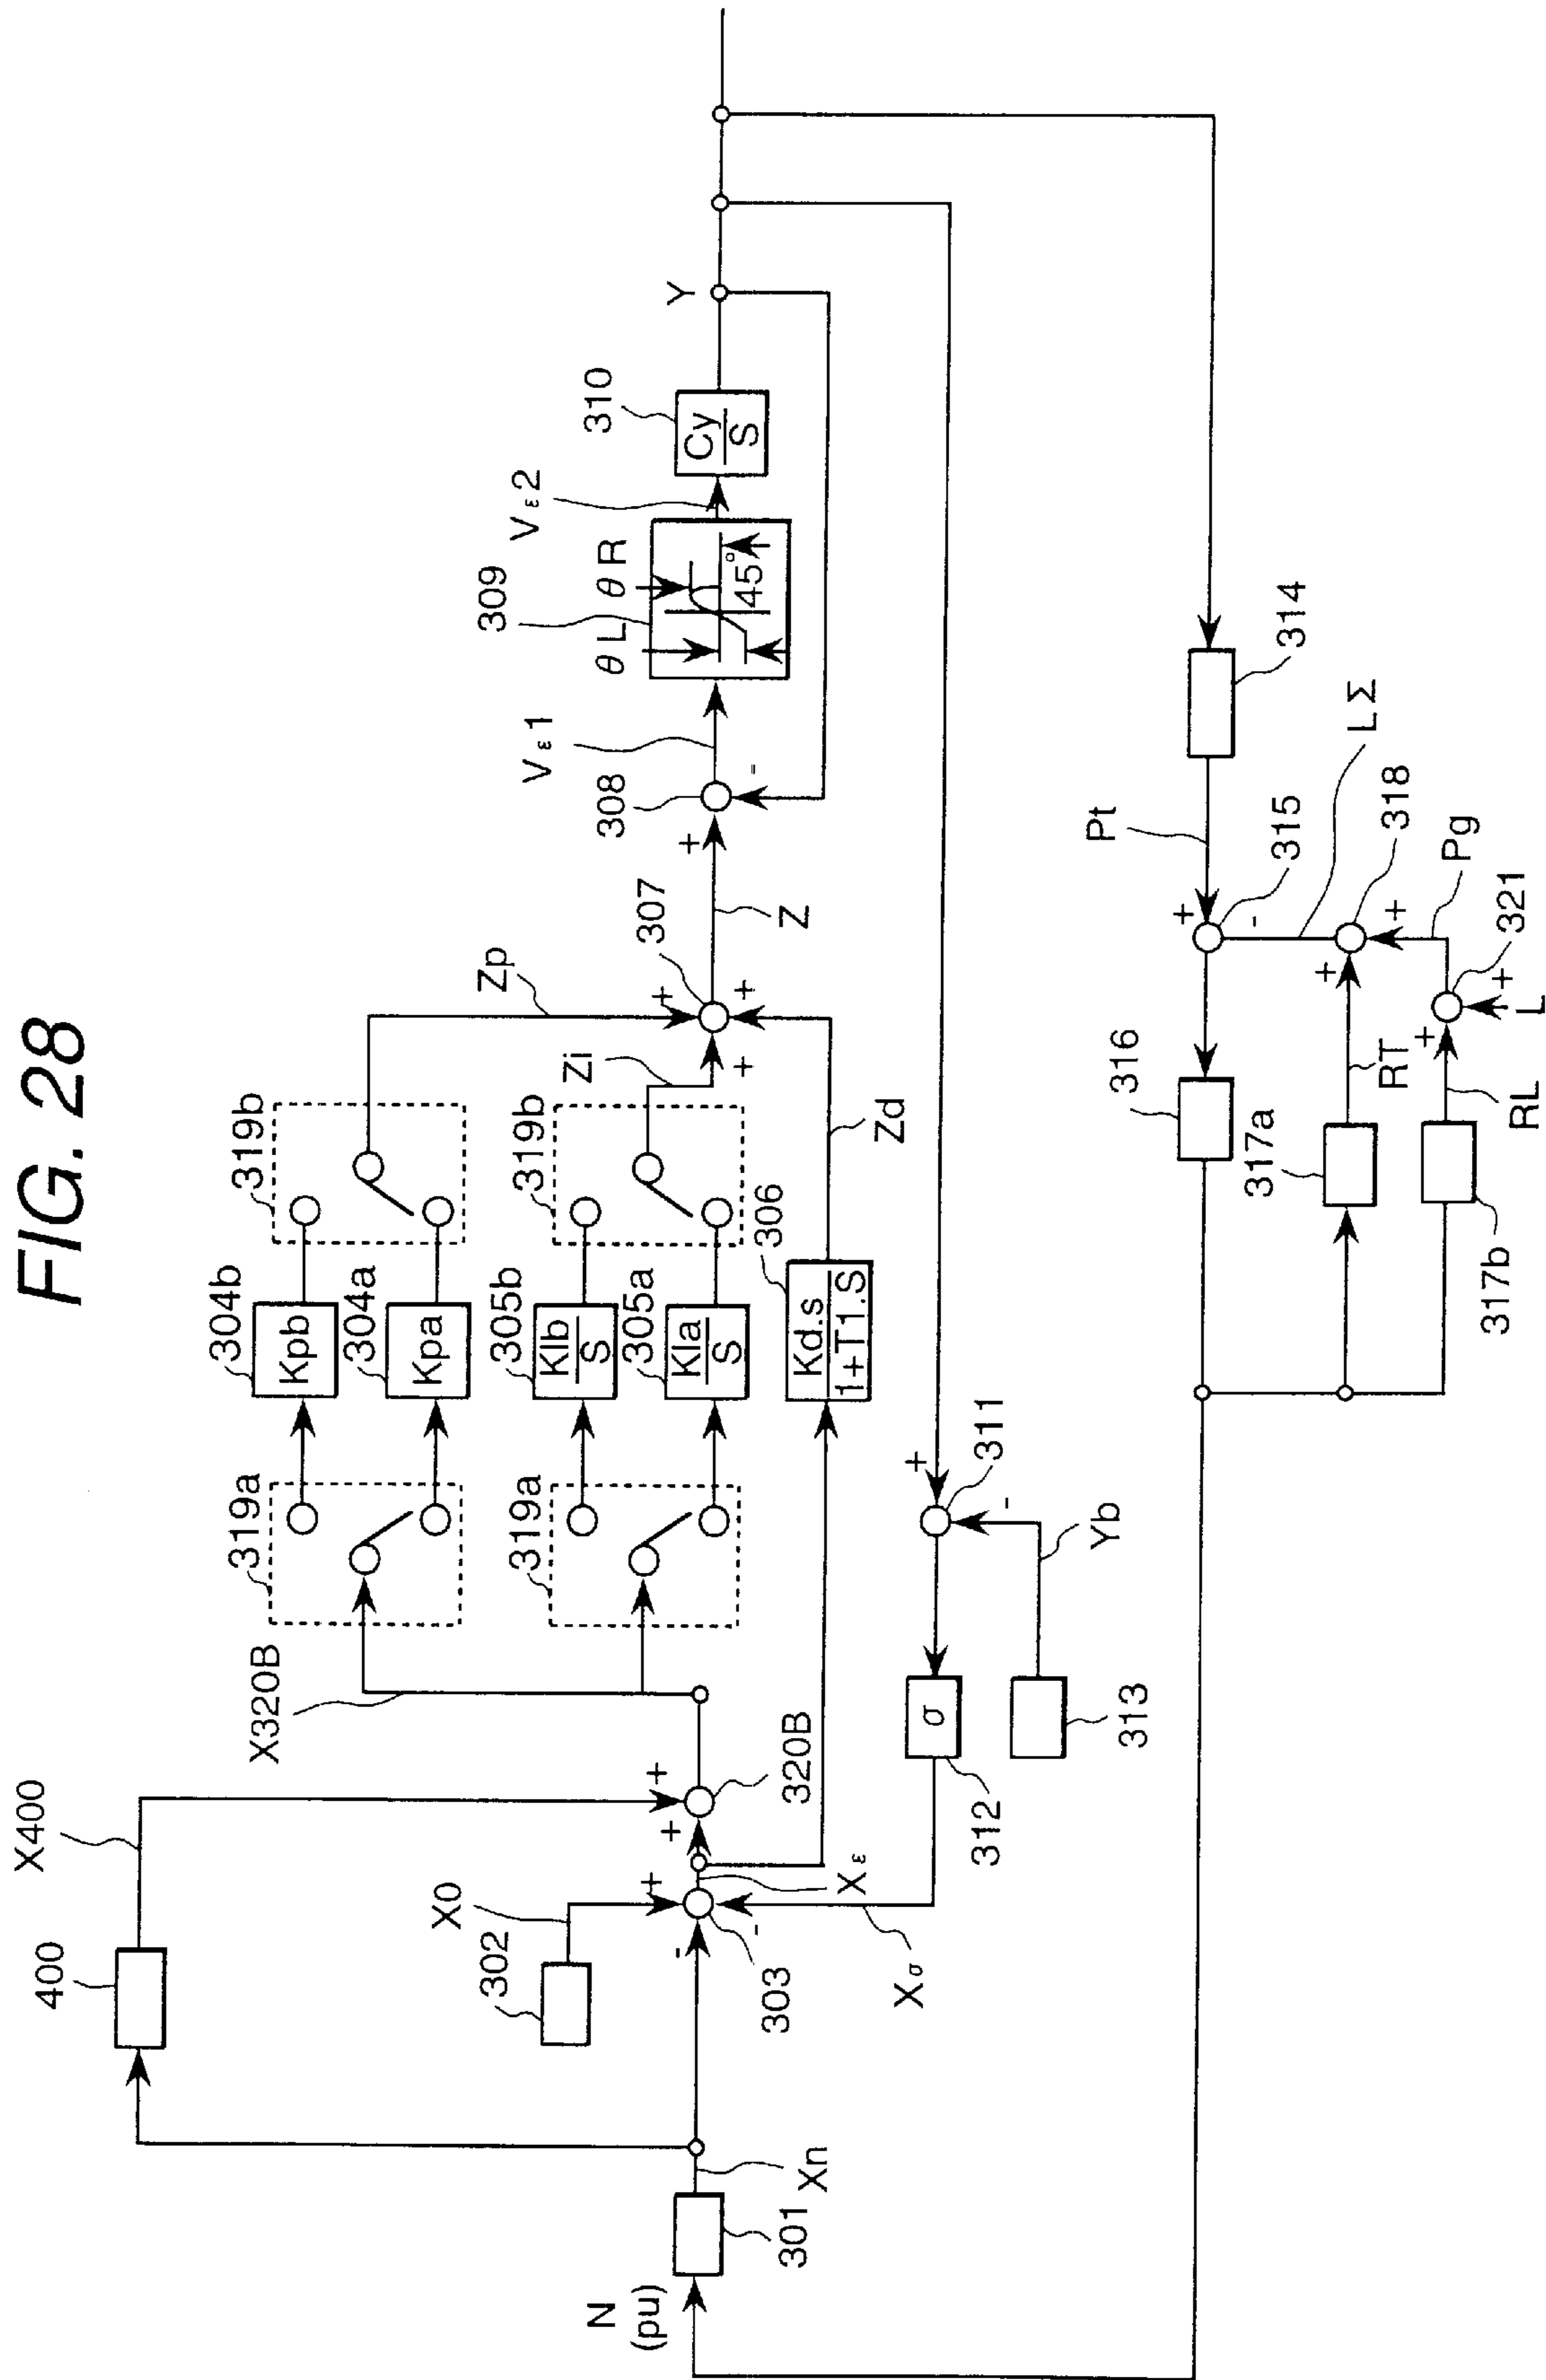 FIG. 28
400
X400
N
(pu)
301
Xn
302
X0
303
Xε
Xσ
-
+
-
+
+
320B
X320B
319a
319a
304b
Kpb
304a
Kpa
305b
KIb
S
305a
KIa
S
306
Kd.s
1+T1.S
319b
319b
Zp
Zi
Zd
+
+
+
307
Z
+
308
=
Vε1
309
θL
θR
45°
Vε2
310
Cy
S
Y
311
+
-
Yb
σ
312
313
314
Pt
+
-
315
LΣ
316
318
+
+
Pg
317a
RT
321
+
+
L
RL
317b